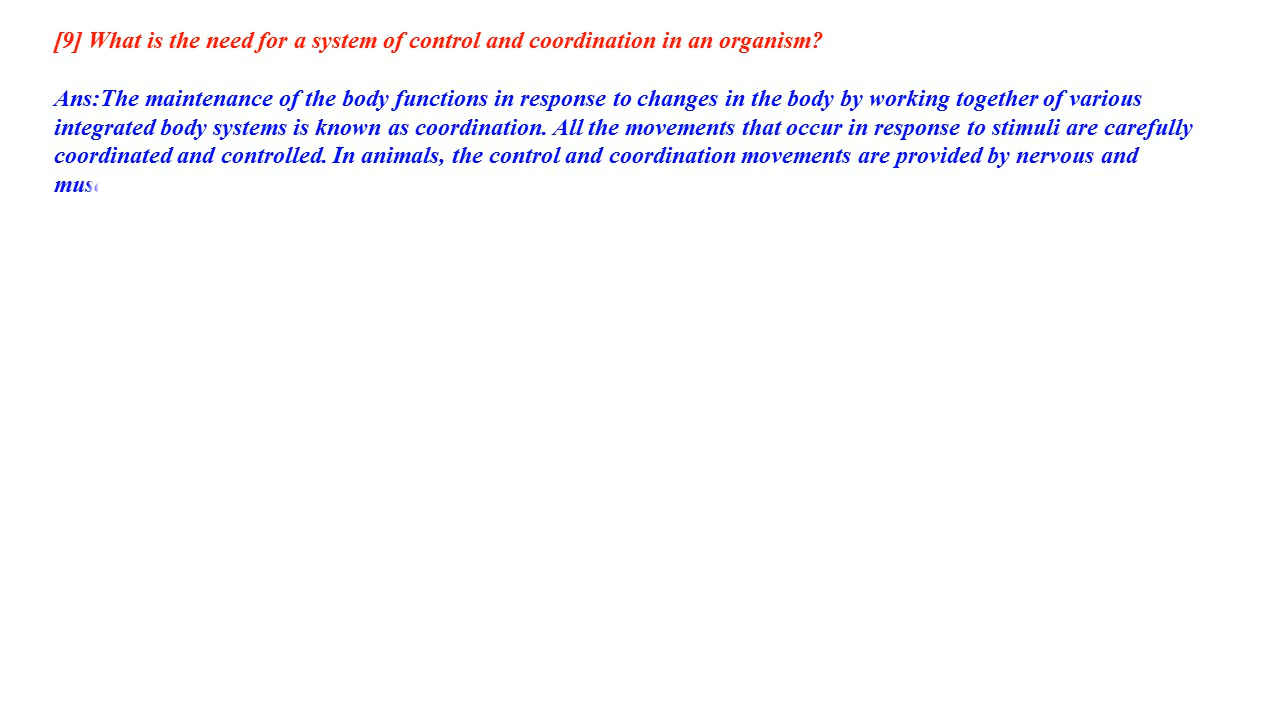 [9] What is the need for a system of control and coordination in an organism?
Ans:The maintenance of the body functions in response to changes in the body by working together of various
integrated body systems is known as coordination. All the movements that occur in response to stimuli are carefully
coordinated and controlled. In animals, the control and coordination movements are provided by nervous and